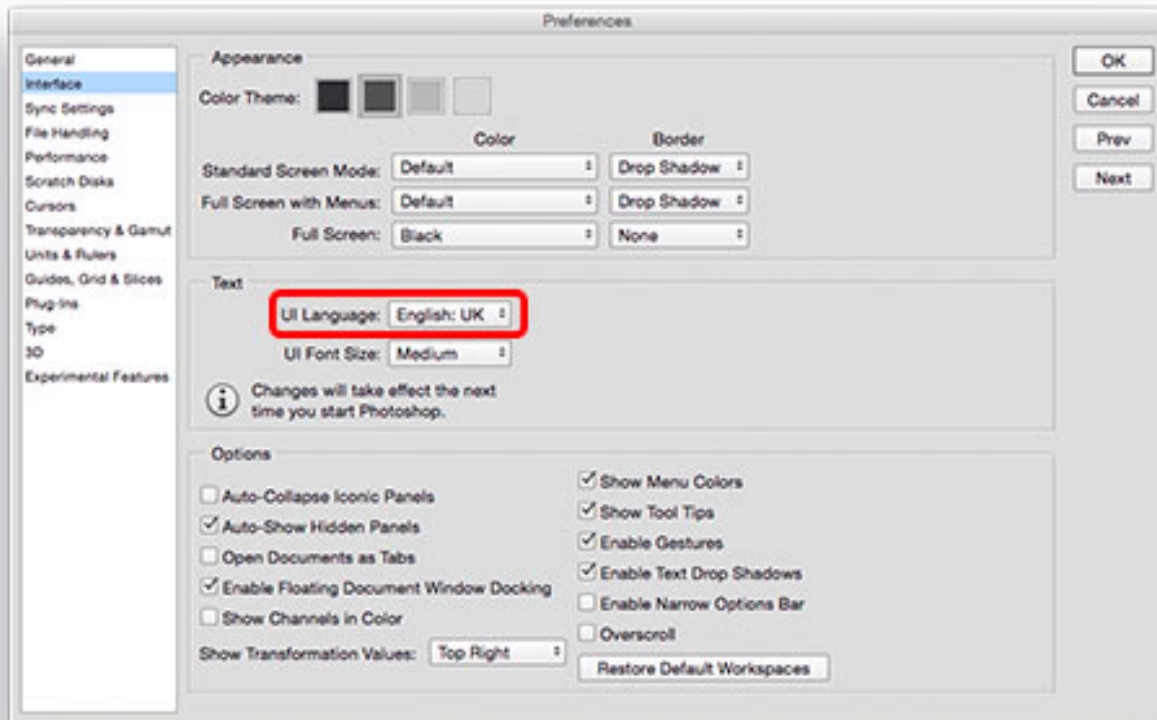 Preferences
General
Interface
Sync Settings
File Handling
Performance
Scratch Disks
Cursors
Transparency & Gamut
Units & Rulers
Guides, Grid & Slices
Plug-Ins
Type
3D
Experimental Features
Appearance
Color Theme:
Color Border
Standard Screen Mode: Default Drop Shadow
Full Screen with Menus: Default Drop Shadow
Full Screen: Black None
Text
UI Language: English: UK
UI Font Size: Medium
Changes will take effect the next
time you start Photoshop.
Options
Auto-Collapse Iconic Panels
Auto-Show Hidden Panels
Open Documents as Tabs
Enable Floating Document Window Docking
Show Channels in Color
Show Transformation Values: Top Right
Show Menu Colors
Show Tool Tips
Enable Gestures
Enable Text Drop Shadows
Enable Narrow Options Bar
Overscroll
Restore Default Workspaces
OK
Cancel
Prev
Next